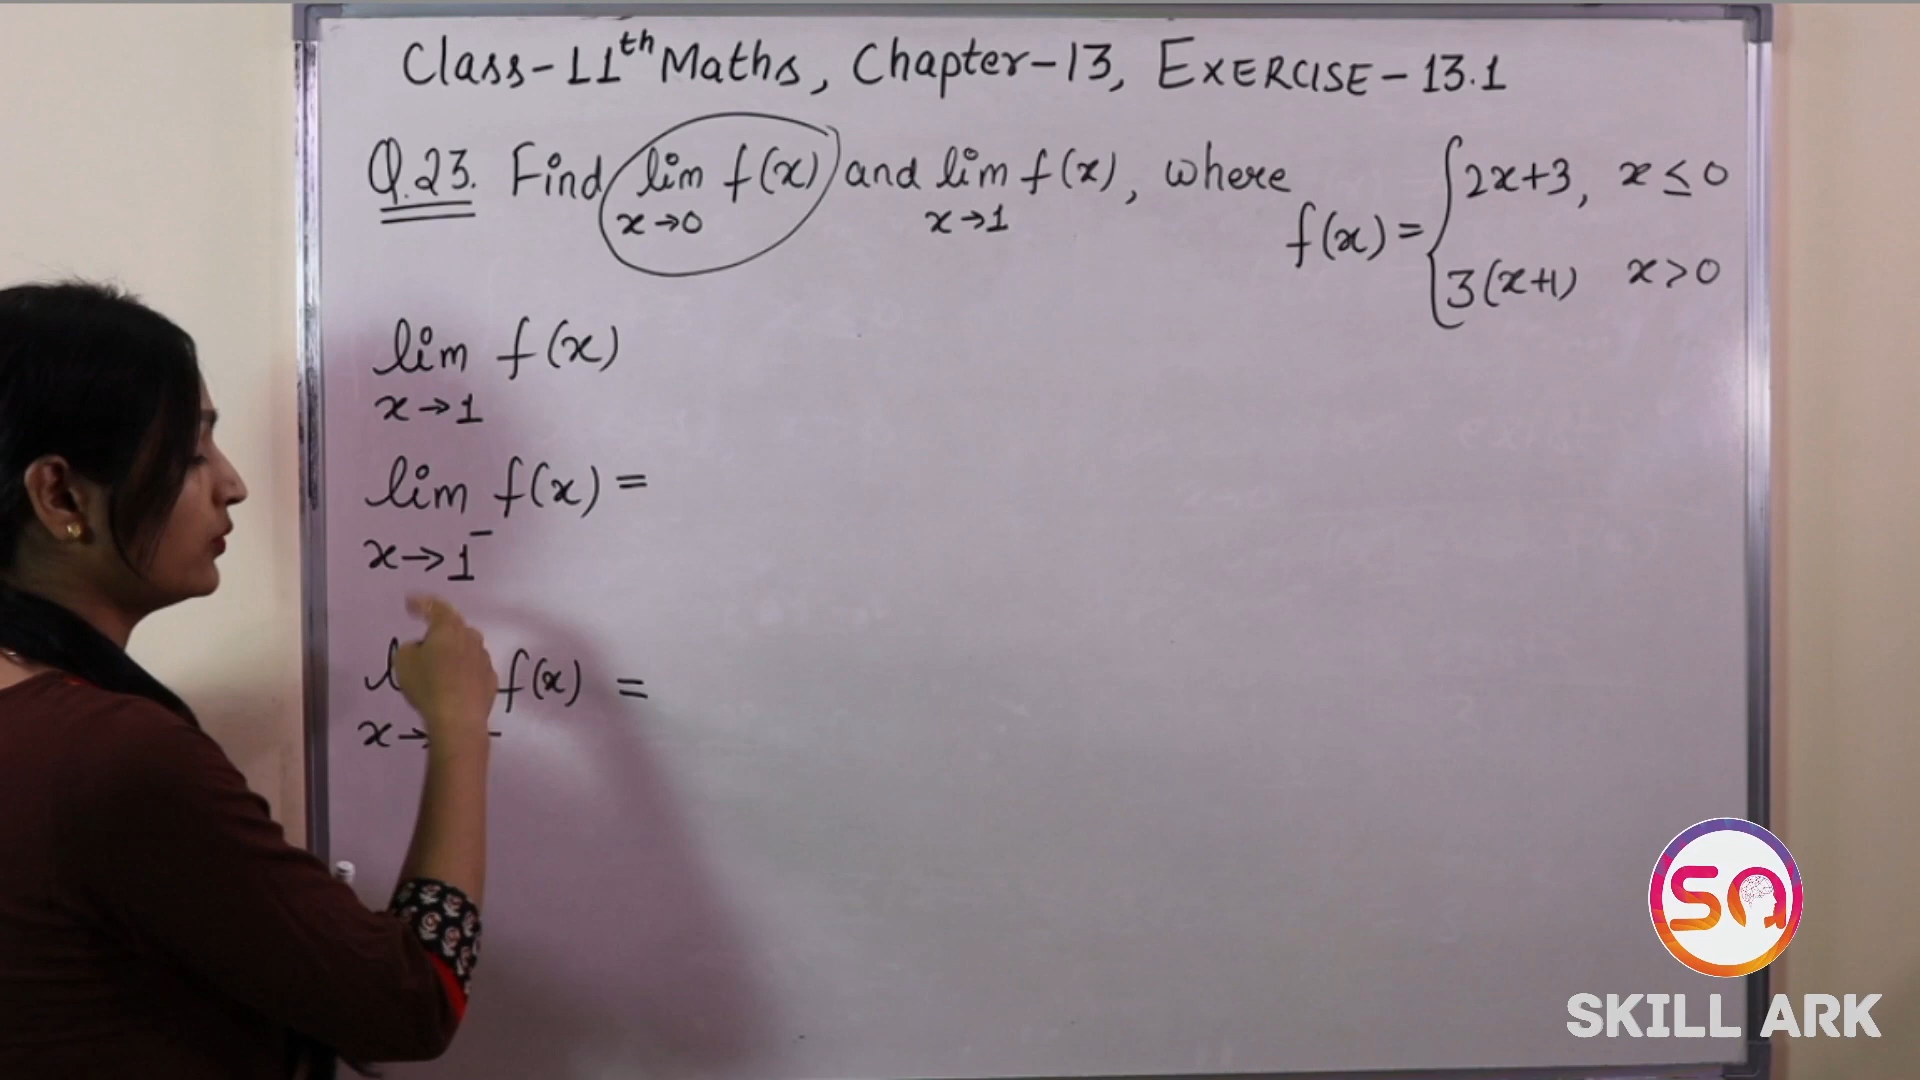 Class-11th Maths, Chapter-13, EXERCISE-13.1
Q.23. Find lim f(x) and lim f(x), where
x→0 x→1
f(x) = { 2x+3, x ≤ 0
3(x+1) x > 0
lim f(x)
x→1
lim f(x) =
x→1⁻
f(x) =
x→
SA
SKILL ARK